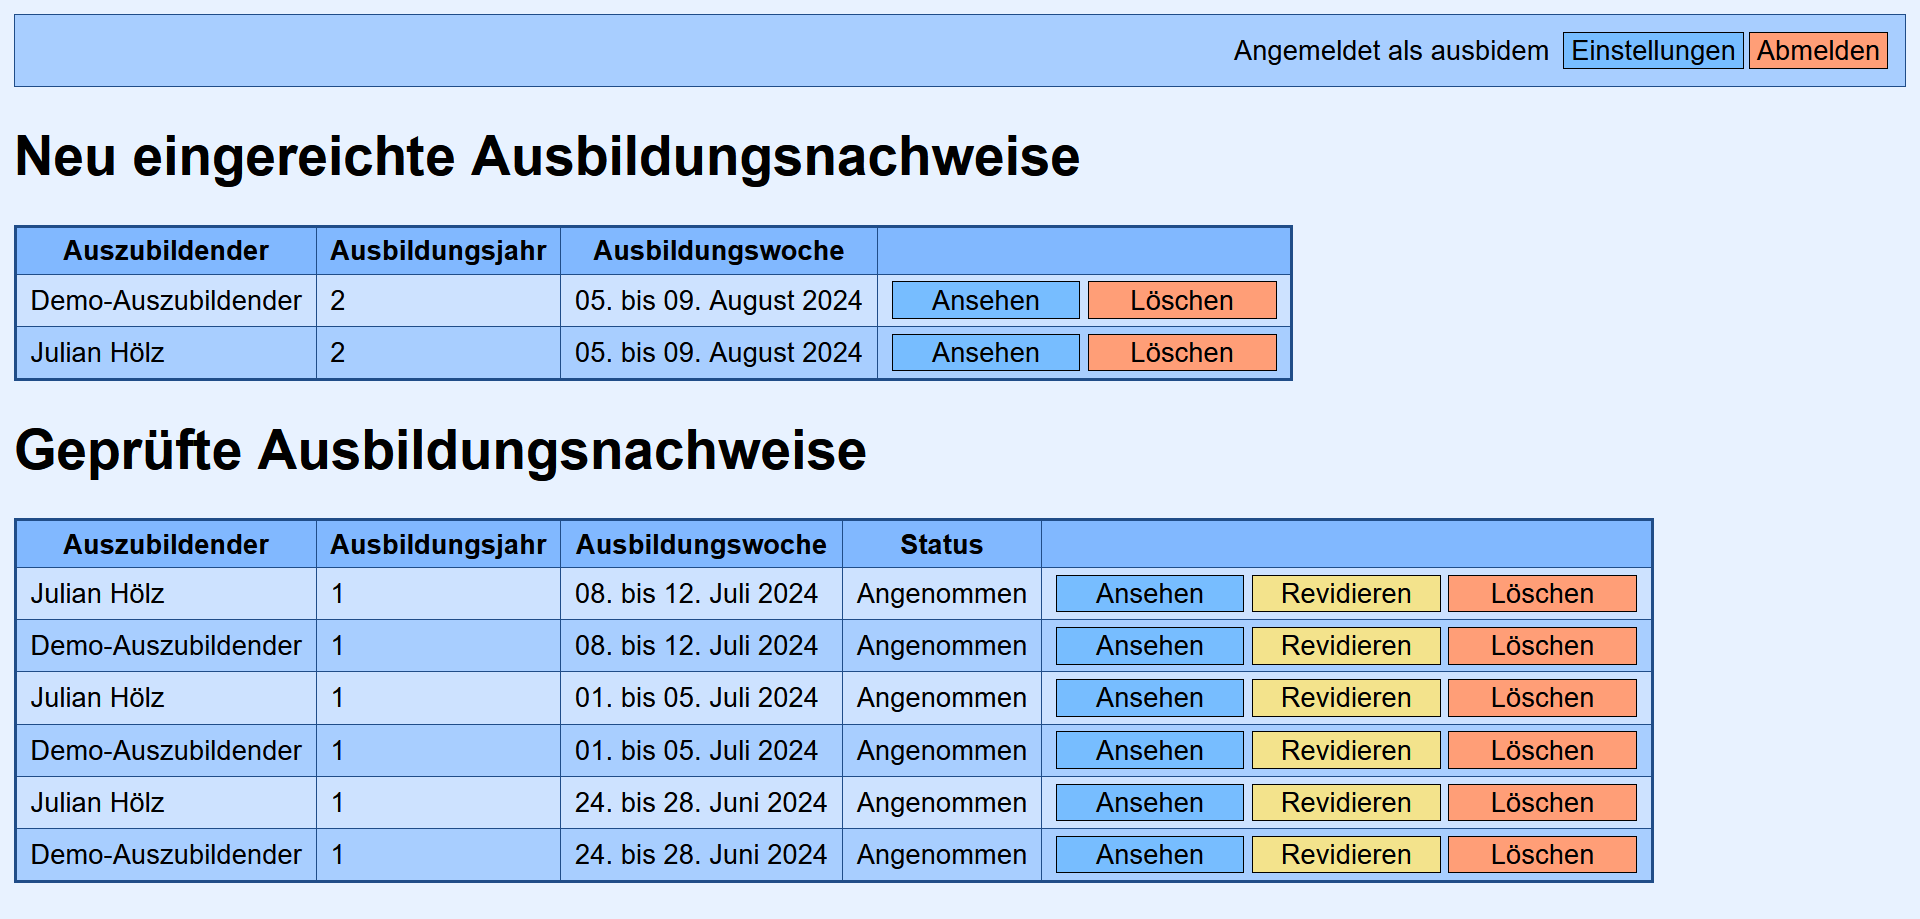 Angemeldet als ausbidem Einstellungen Abmelden
Neu eingereichte Ausbildungsnachweise
Auszubildender Ausbildungsjahr Ausbildungswoche
Demo-Auszubildender 2 05. bis 09. August 2024 Ansehen Löschen
Julian Hölz 2 05. bis 09. August 2024 Ansehen Löschen
Geprüfte Ausbildungsnachweise
Auszubildender Ausbildungsjahr Ausbildungswoche Status
Julian Hölz 1 08. bis 12. Juli 2024 Angenommen Ansehen Revidieren Löschen
Demo-Auszubildender 1 08. bis 12. Juli 2024 Angenommen Ansehen Revidieren Löschen
Julian Hölz 1 01. bis 05. Juli 2024 Angenommen Ansehen Revidieren Löschen
Demo-Auszubildender 1 01. bis 05. Juli 2024 Angenommen Ansehen Revidieren Löschen
Julian Hölz 1 24. bis 28. Juni 2024 Angenommen Ansehen Revidieren Löschen
Demo-Auszubildender 1 24. bis 28. Juni 2024 Angenommen Ansehen Revidieren Löschen